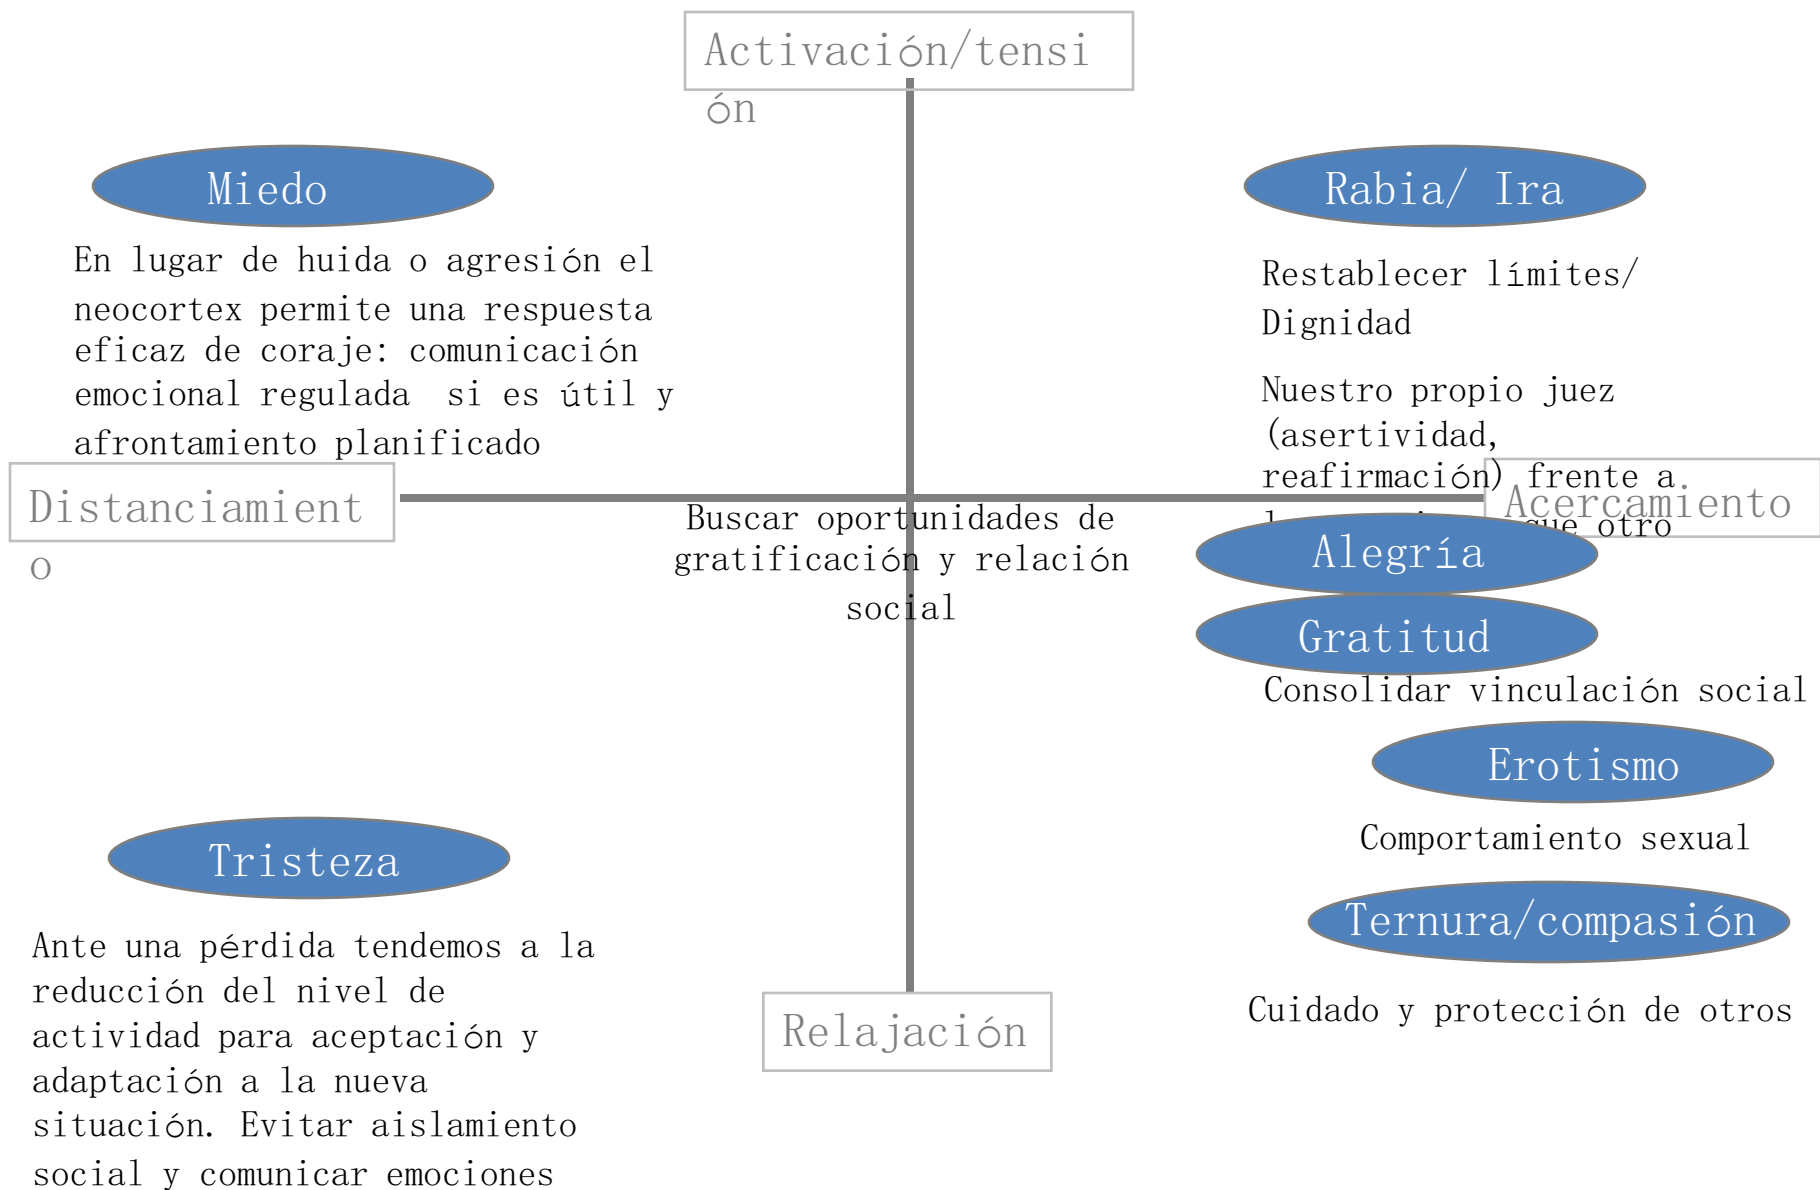 Activación/tensi
ón
Miedo
En lugar de huida o agresión el
neocortex permite una respuesta
eficaz de coraje: comunicación
emocional regulada  si es útil y
afrontamiento planificado
Rabia/ Ira
Restablecer límites/
Dignidad
Nuestro propio juez
(asertividad,
reafirmación) frente a
que otro
Distanciamient
o
Acercamiento
Buscar oportunidades de
gratificación y relación
social
Alegría
Gratitud
Consolidar vinculación social
Erotismo
Comportamiento sexual
Ternura/compasión
Cuidado y protección de otros
Tristeza
Ante una pérdida tendemos a la
reducción del nivel de
actividad para aceptación y
adaptación a la nueva
situación. Evitar aislamiento
social y comunicar emociones
Relajación